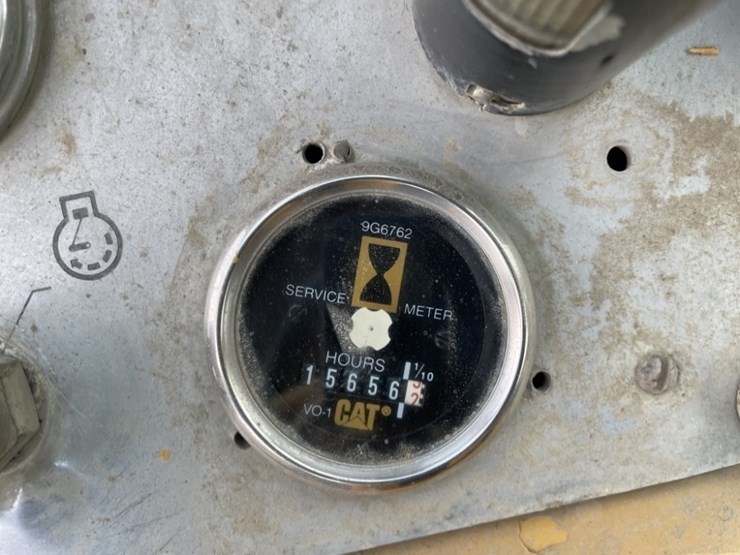 9G6762
SERVICE METER
HOURS 1/10
15656
VO-1 CAT®